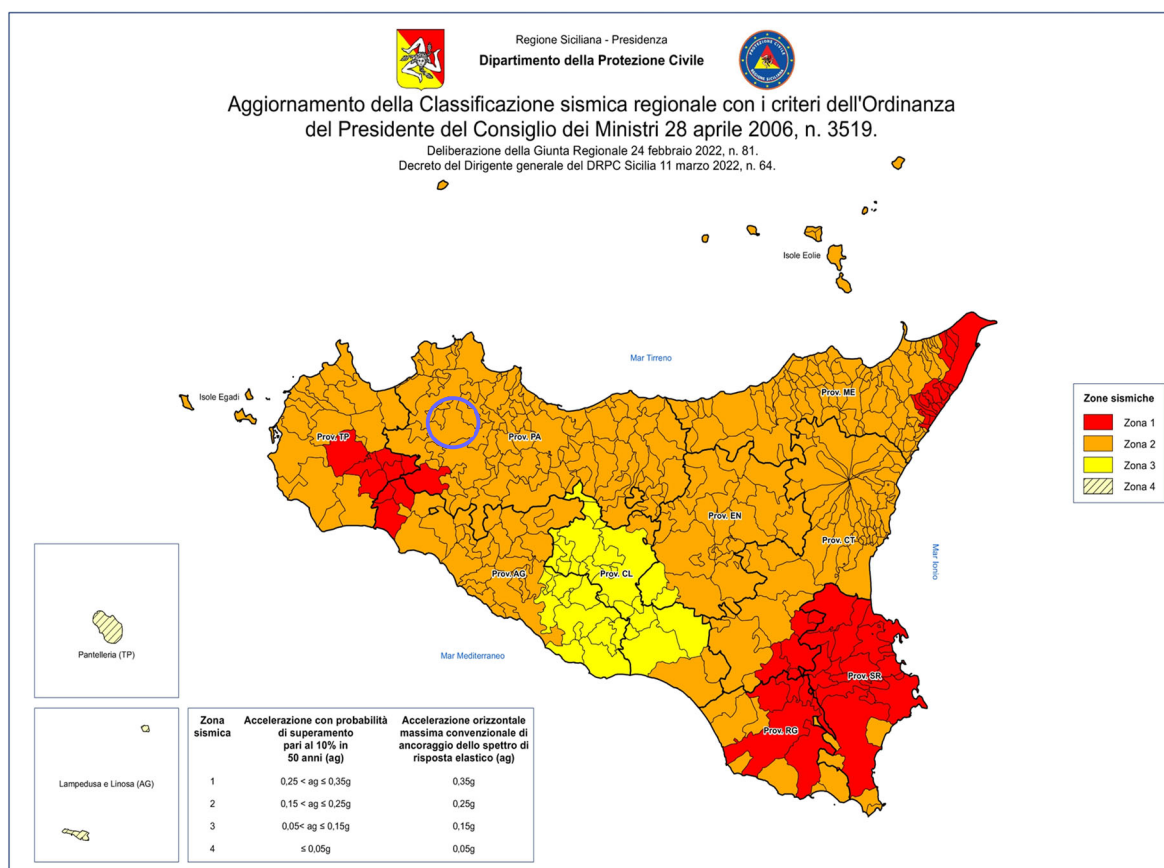 Regione Siciliana - Presidenza
Dipartimento della Protezione Civile
PROTEZIONE CIVILE
REGIONE SICILIANA
Aggiornamento della Classificazione sismica regionale con i criteri dell'Ordinanza
del Presidente del Consiglio dei Ministri 28 aprile 2006, n. 3519.
Deliberazione della Giunta Regionale 24 febbraio 2022, n. 81.
Decreto del Dirigente generale del DRPC Sicilia 11 marzo 2022, n. 64.
Isole Eolie
Mar Tirreno
Isole Egadi
Prov. ME
Prov. TP
Prov. PA
Prov. EN
Prov. CT
Mar Ionio
Prov. AG
Prov. CL
Mar Mediterraneo
Prov. SR
Prov. RG
Zone sismiche
Zona 1
Zona 2
Zona 3
Zona 4
Pantelleria (TP)
Lampedusa e Linosa (AG)
Zona Accelerazione con probabilità Accelerazione orizzontale
sismica di superamento massima convenzionale di
pari al 10% in ancoraggio dello spettro di
50 anni (ag) risposta elastico (ag)
1 0,25 < ag ≤ 0,35g 0,35g
2 0,15 < ag ≤ 0,25g 0,25g
3 0,05< ag ≤ 0,15g 0,15g
4 ≤ 0,05g 0,05g